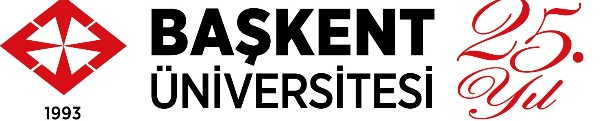 BAŞKENT
ÜNİVERSİTESİ
1993
25.
Yıl